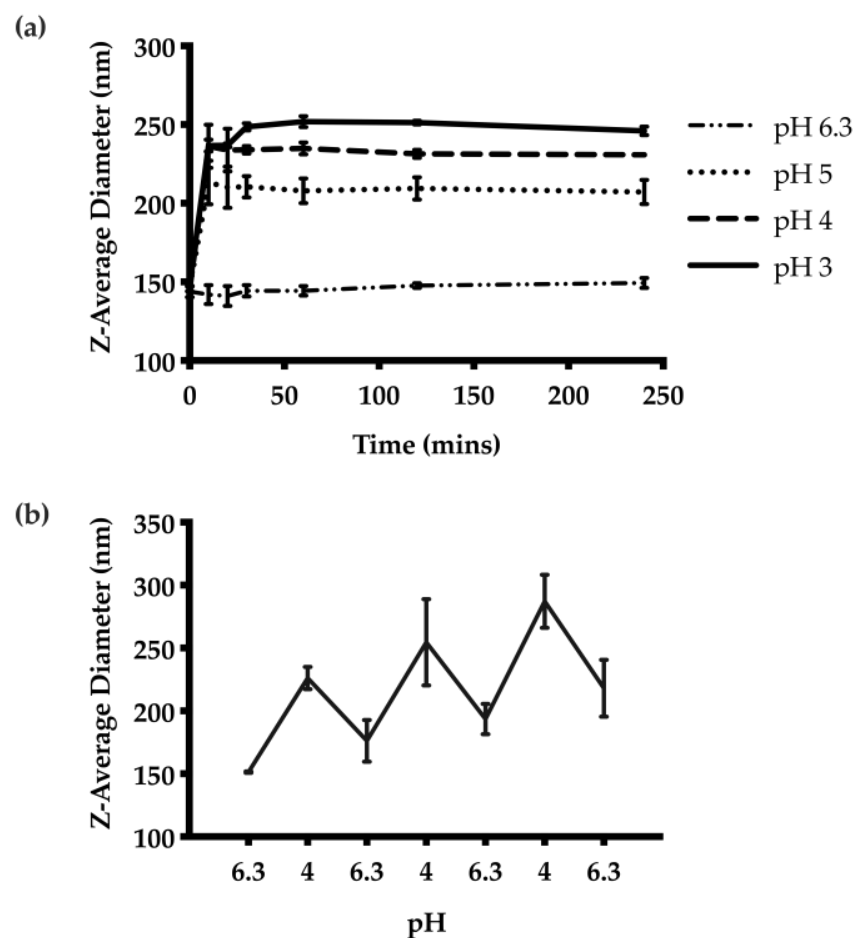 (a)
Z-Average Diameter (nm)
300
250
200
150
100
0 50 100 150 200 250
Time (mins)
pH 6.3
pH 5
pH 4
pH 3
(b)
Z-Average Diameter (nm)
350
300
250
200
150
100
6.3 4 6.3 4 6.3 4 6.3
pH